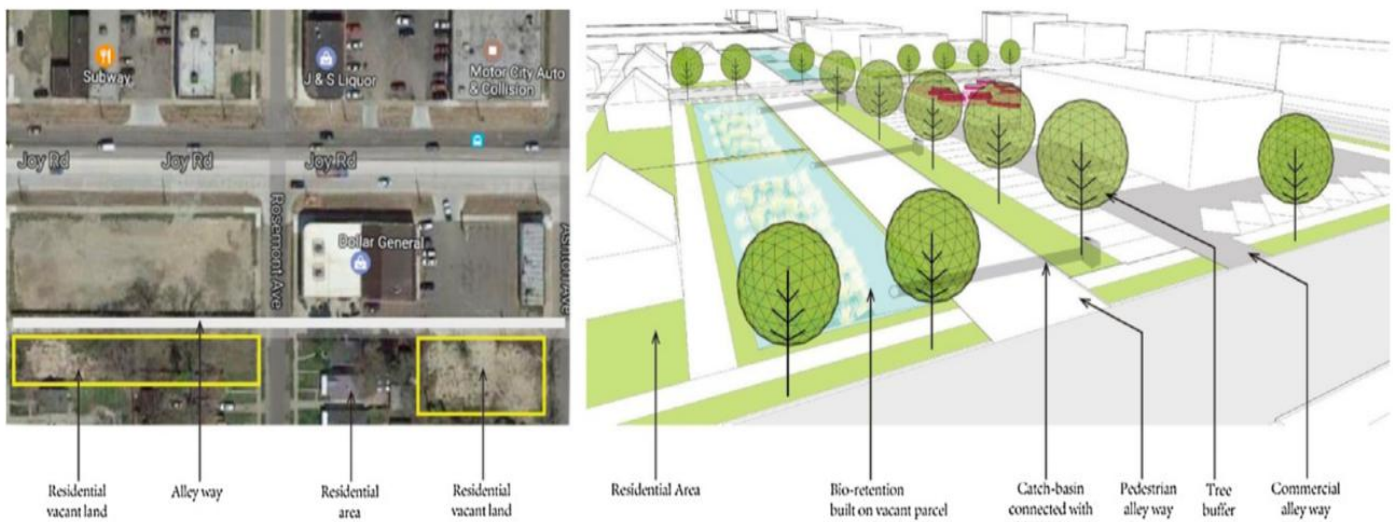 Subway
J & S Liquor
Motor City Auto
& Collision
Joy Rd
Joy Rd
Joy Rd
Rosemont Ave
Dollar General
Ashton Ave
Residential
vacant land
Alley way
Residential
area
Residential
vacant land
Residential Area
Bio-retention
built on vacant parcel
Catch-basin
connected with
Pedestrian
alley way
Tree
buffer
Commercial
alley way